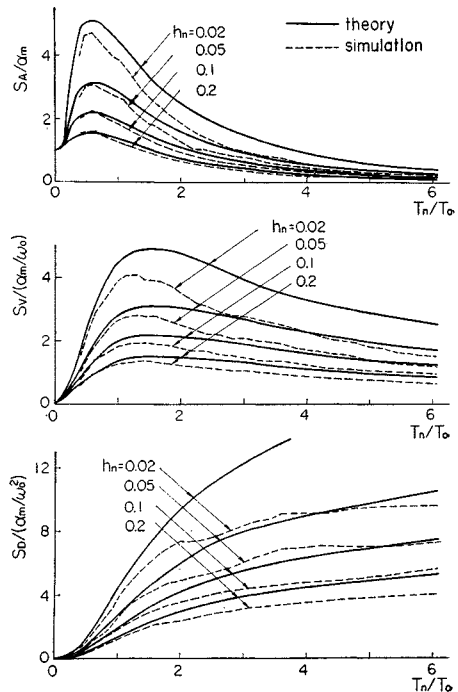 theory
simulation
hn=0.02
0.05
0.1
0.2
SA/αm
4
2
0
0 2 4 6
Tn/To
hn=0.02
0.05
0.1
0.2
SV/(αm/ωo)
4
2
0
0 2 4 6
Tn/To
hn=0.02
0.05
0.1
0.2
SD/(αm/ωo²)
12
8
4
0
0 2 4 6
Tn/To